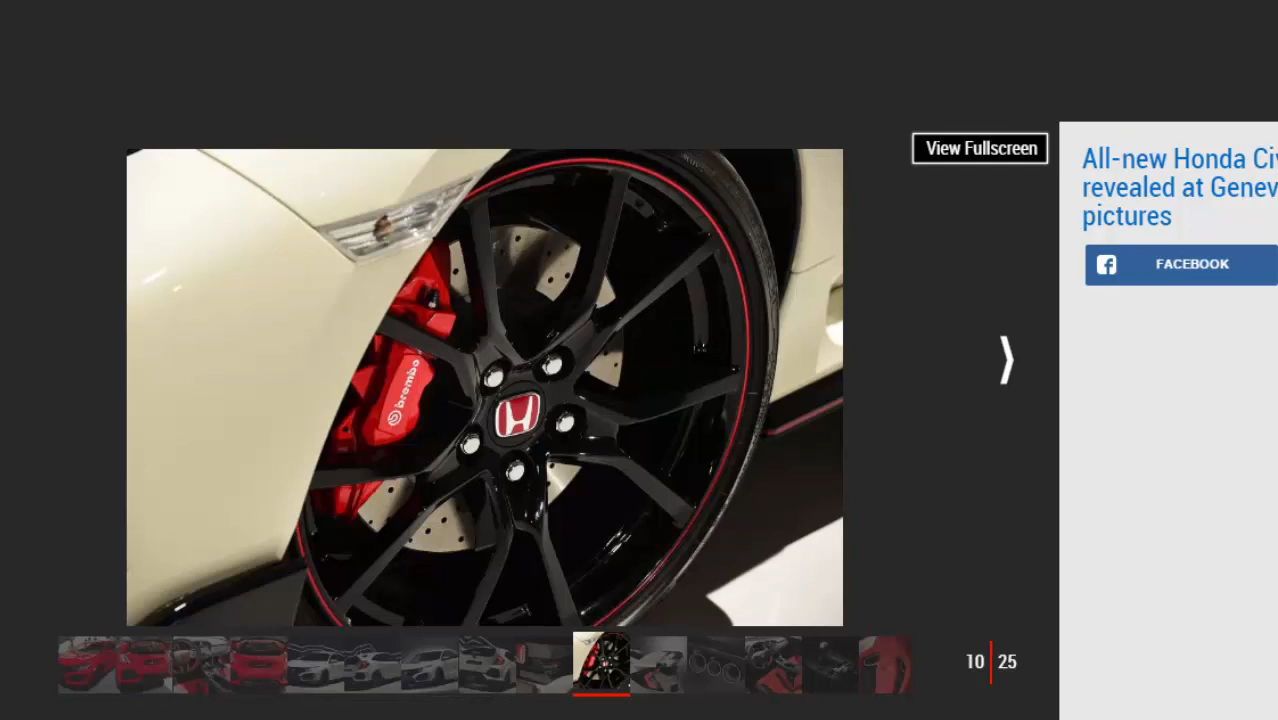 View Fullscreen
All-new Honda Civ
revealed at Genev
pictures
FACEBOOK
brembo
10 25